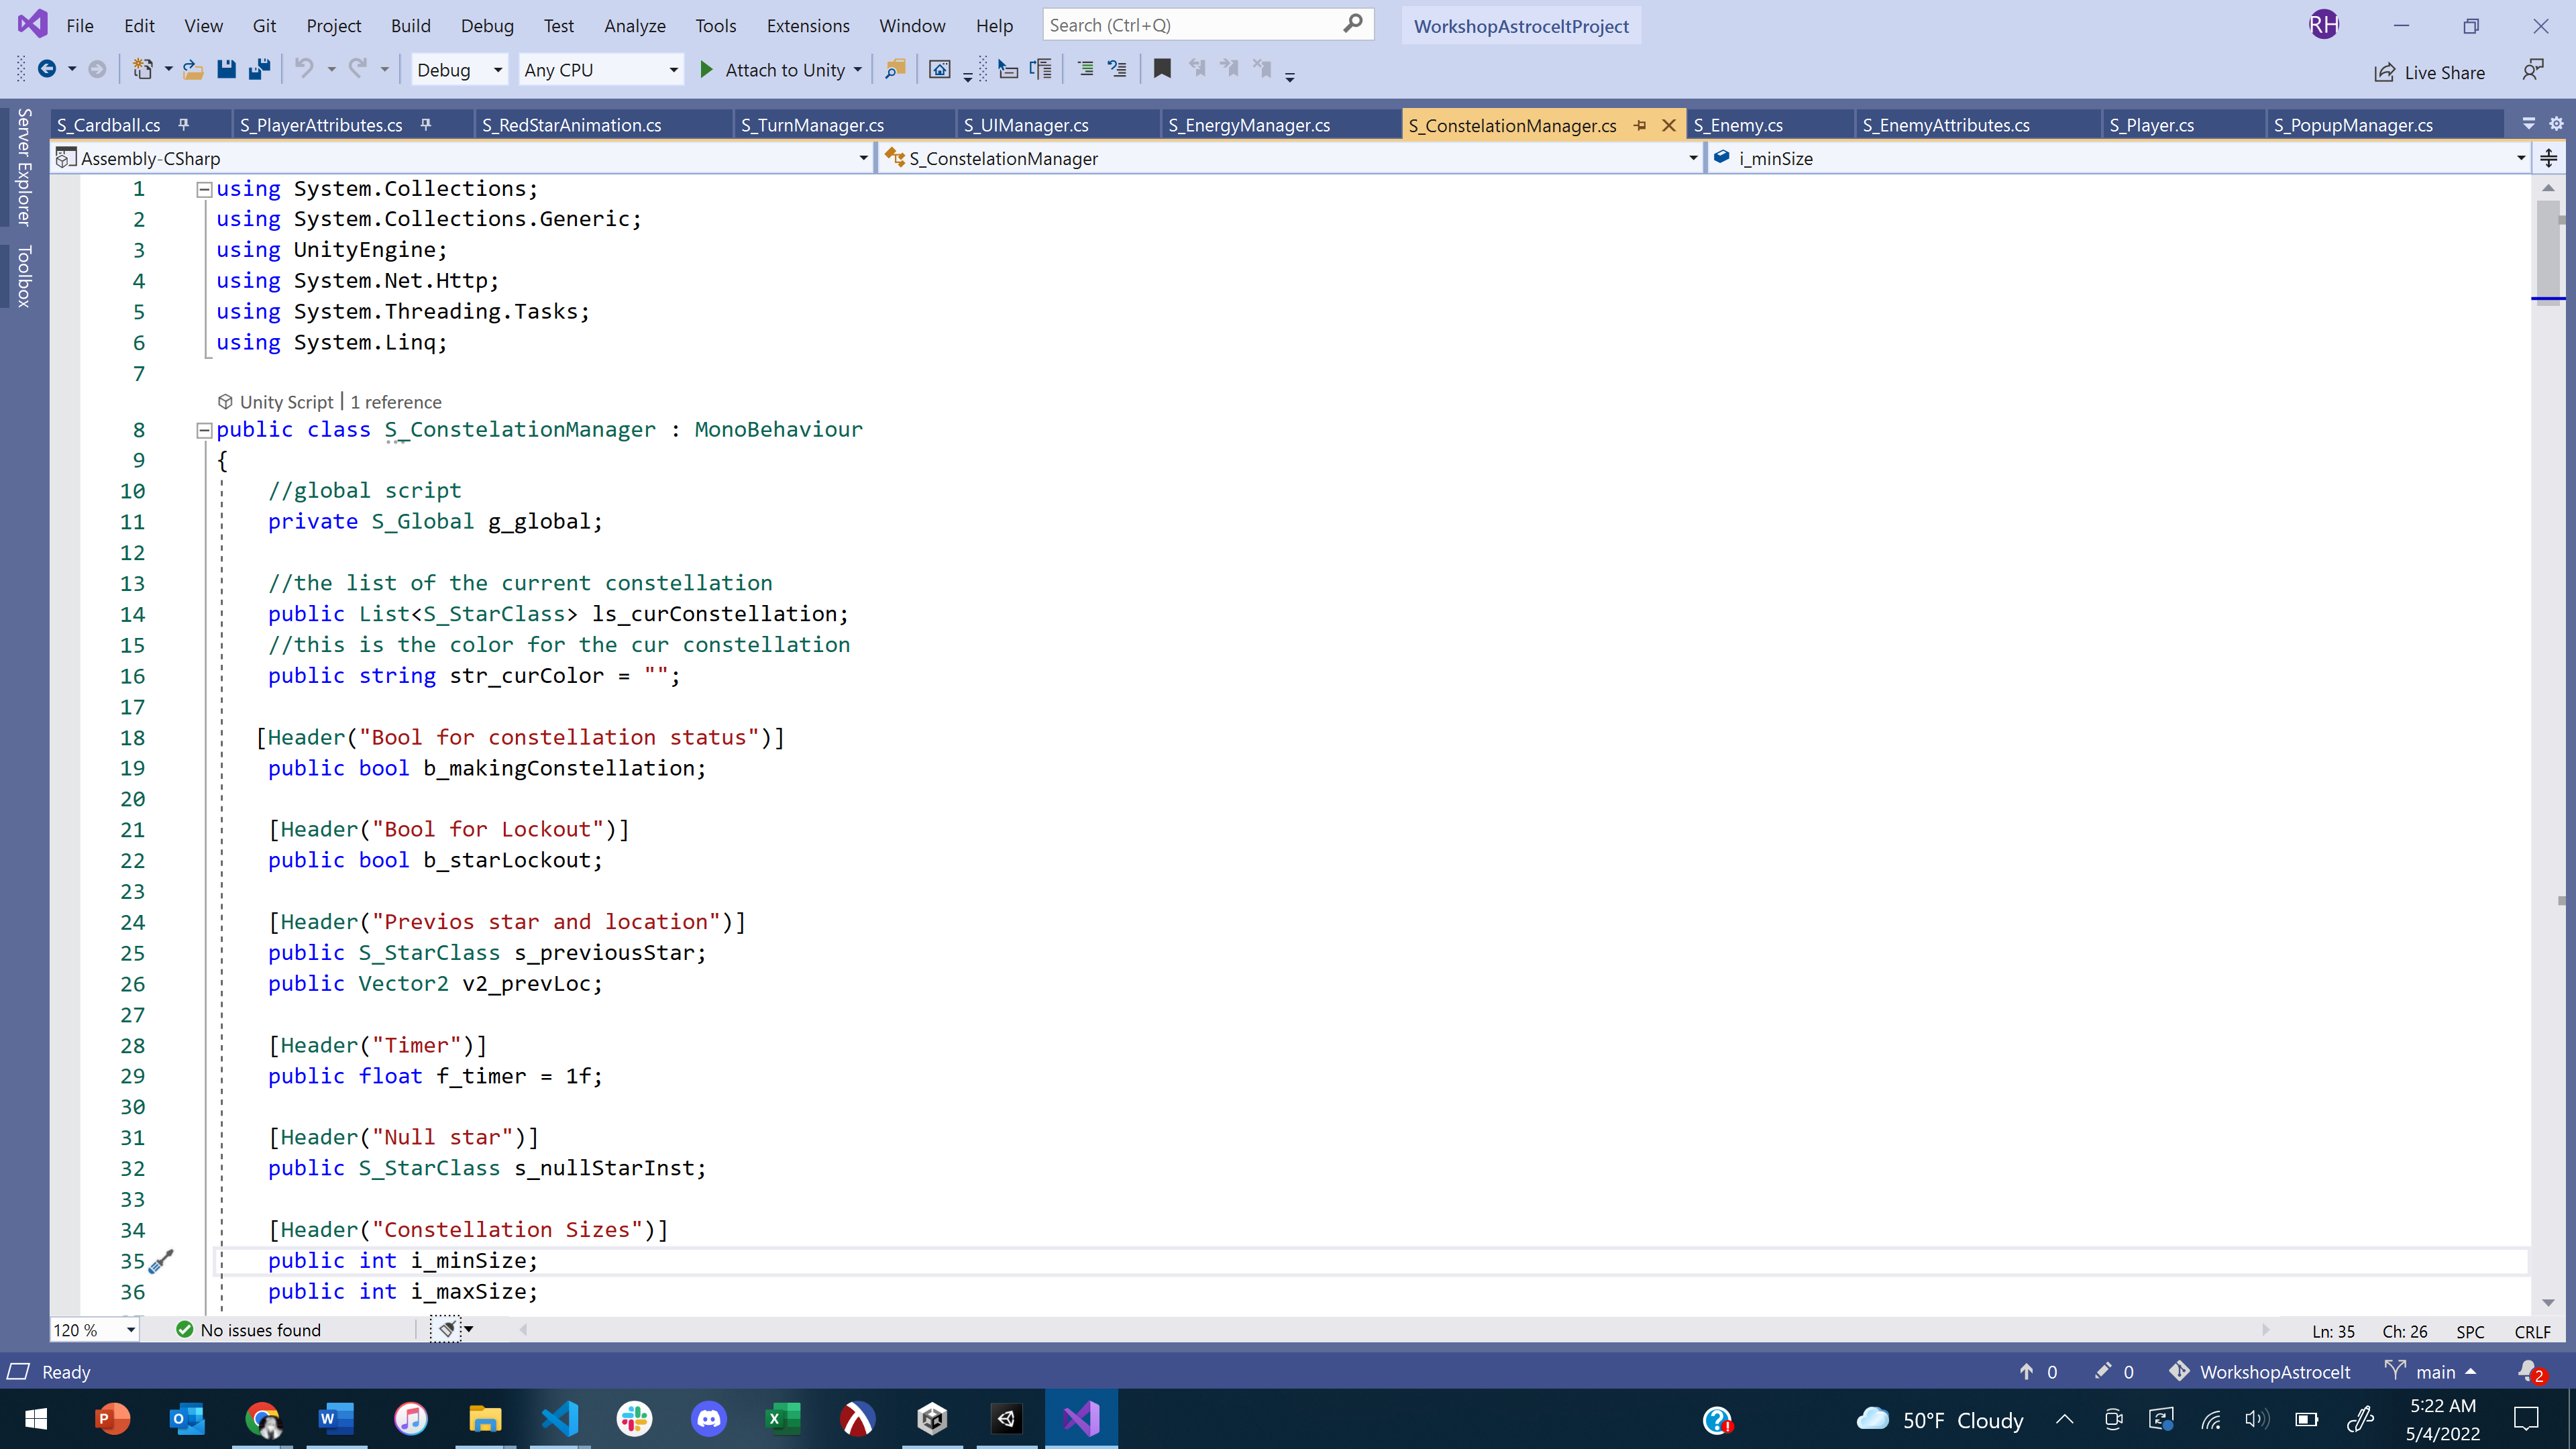 File Edit View Git Project Build Debug Test Analyze Tools Extensions Window Help Search (Ctrl+Q) WorkshopAstroceltProject RH
Debug Any CPU Attach to Unity Live Share
S_Cardball.cs S_PlayerAttributes.cs S_RedStarAnimation.cs S_TurnManager.cs S_UIManager.cs S_EnergyManager.cs S_ConstelationManager.cs S_Enemy.cs S_EnemyAttributes.cs S_Player.cs S_PopupManager.cs
Server Explorer
Toolbox
Assembly-CSharp S_ConstelationManager i_minSize
1 using System.Collections;
2 using System.Collections.Generic;
3 using UnityEngine;
4 using System.Net.Http;
5 using System.Threading.Tasks;
6 using System.Linq;
7
Unity Script | 1 reference
8 public class S_ConstelationManager : MonoBehaviour
9 {
10 //global script
11 private S_Global g_global;
12
13 //the list of the current constellation
14 public List<S_StarClass> ls_curConstellation;
15 //this is the color for the cur constellation
16 public string str_curColor = "";
17
18 [Header("Bool for constellation status")]
19 public bool b_makingConstellation;
20
21 [Header("Bool for Lockout")]
22 public bool b_starLockout;
23
24 [Header("Previos star and location")]
25 public S_StarClass s_previousStar;
26 public Vector2 v2_prevLoc;
27
28 [Header("Timer")]
29 public float f_timer = 1f;
30
31 [Header("Null star")]
32 public S_StarClass s_nullStarInst;
33
34 [Header("Constellation Sizes")]
35 public int i_minSize;
36 public int i_maxSize;
120 % No issues found Ln: 35 Ch: 26 SPC CRLF
Ready 0 0 WorkshopAstrocelt main 2
50°F Cloudy 5:22 AM
5/4/2022